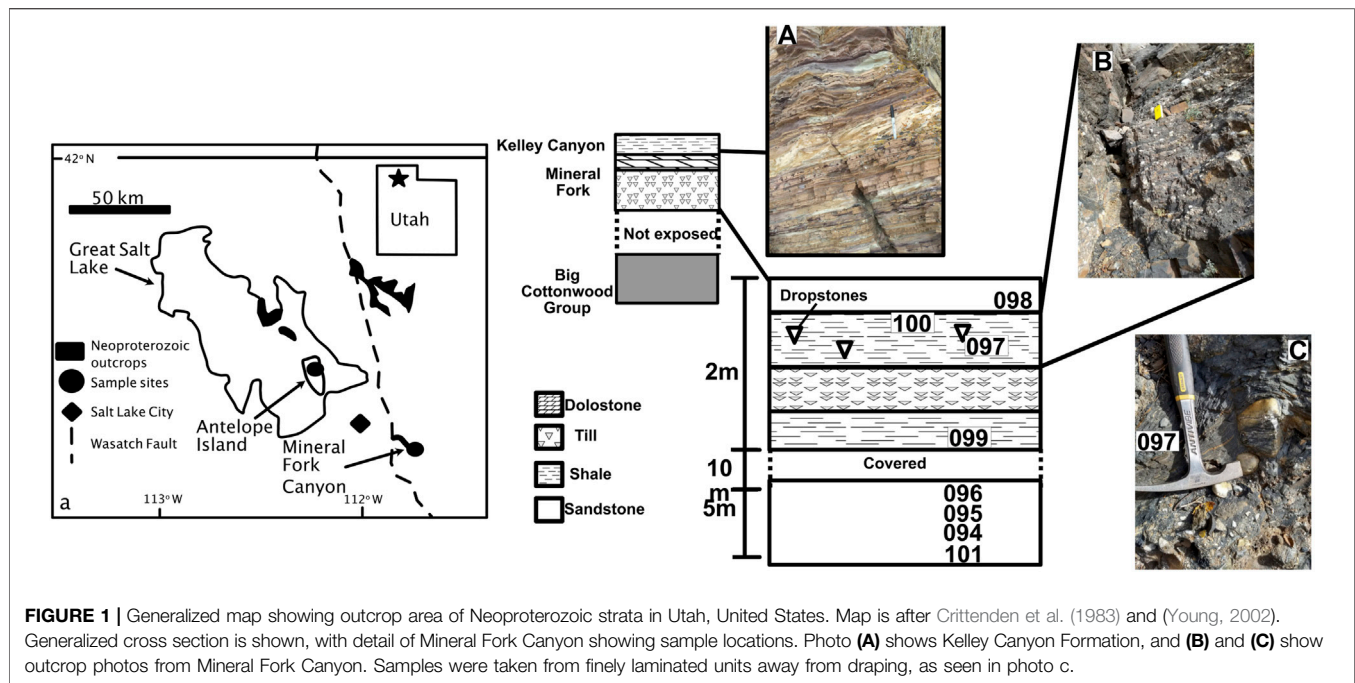 42° N
50 km
Utah
Great Salt
Lake
Neoproterozoic
outcrops
Sample sites
Salt Lake City
Wasatch Fault
Antelope
Island
Mineral
Fork
Canyon
113° W
112° W
a
Kelley Canyon
Mineral
Fork
Not exposed
Big
Cottonwood
Group
Dolostone
Till
Shale
Sandstone
A
B
C
Dropstones
098
100
097
2m
099
10
m
Covered
5m
096
095
094
101
097
ANTIVIBE
FIGURE 1 | Generalized map showing outcrop area of Neoproterozoic strata in Utah, United States. Map is after Crittenden et al. (1983) and (Young, 2002).
Generalized cross section is shown, with detail of Mineral Fork Canyon showing sample locations. Photo (A) shows Kelley Canyon Formation, and (B) and (C) show
outcrop photos from Mineral Fork Canyon. Samples were taken from finely laminated units away from draping, as seen in photo c.